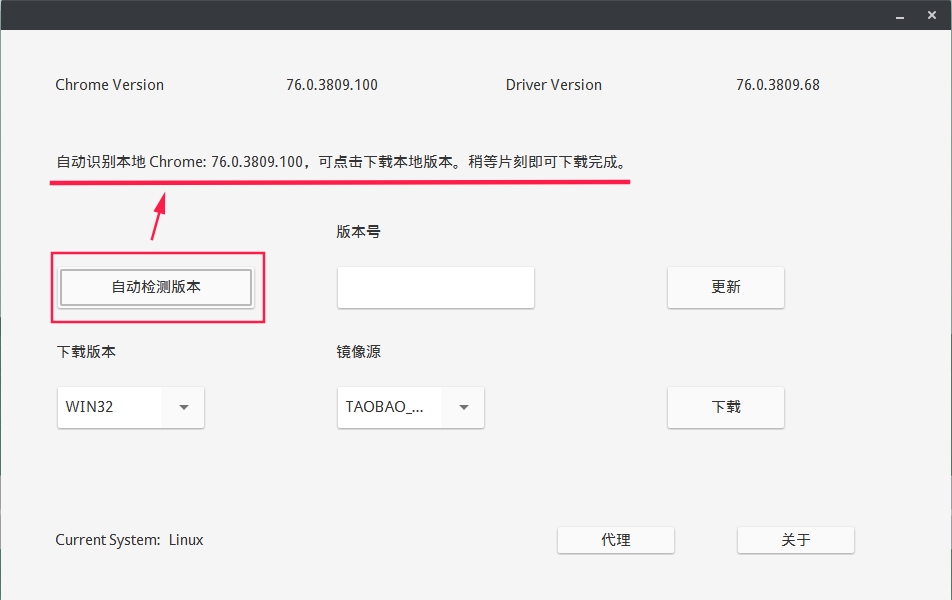 Chrome Version 76.0.3809.100 Driver Version 76.0.3809.68
自动识别本地 Chrome: 76.0.3809.100，可点击下载本地版本。稍等片刻即可下载完成。
版本号
自动检测版本 更新
下载版本 镜像源
WIN32 TAOBAO_... 下载
Current System: Linux 代理 关于